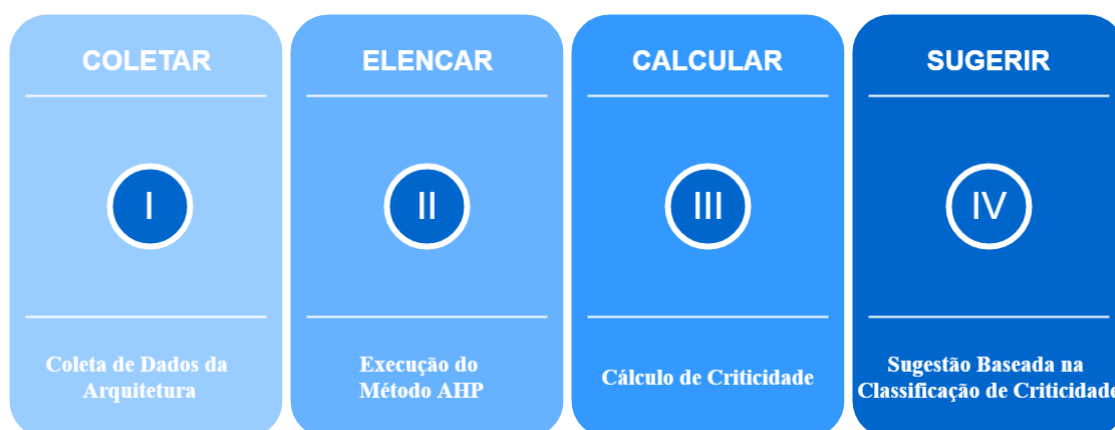 COLETAR
I
Coleta de Dados da
Arquitetura
ELENCAR
II
Execução do
Método AHP
CALCULAR
III
Cálculo de Criticidade
SUGERIR
IV
Sugestão Baseada na
Classificação de Criticidade